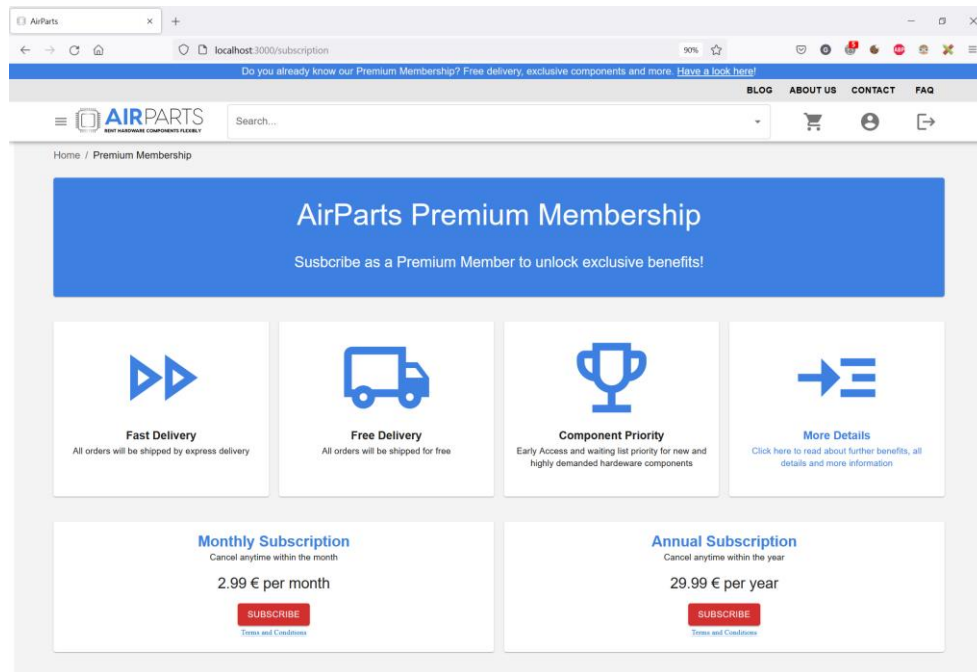 AirParts
localhost:3000/subscription
90%
Do you already know our Premium Membership? Free delivery, exclusive components and more. Have a look here!
BLOG ABOUT US CONTACT FAQ
AIRPARTS
RENT HARDWARE COMPONENTS FLEXIBLY
Search...
Home / Premium Membership
AirParts Premium Membership
Susbcribe as a Premium Member to unlock exclusive benefits!
Fast Delivery
All orders will be shipped by express delivery
Free Delivery
All orders will be shipped for free
Component Priority
Early Access and waiting list priority for new and
highly demanded hardeware components
More Details
Click here to read about further benefits, all
details and more information
Monthly Subscription
Cancel anytime within the month
2.99 € per month
SUBSCRIBE
Terms and Conditions
Annual Subscription
Cancel anytime within the year
29.99 € per year
SUBSCRIBE
Terms and Conditions